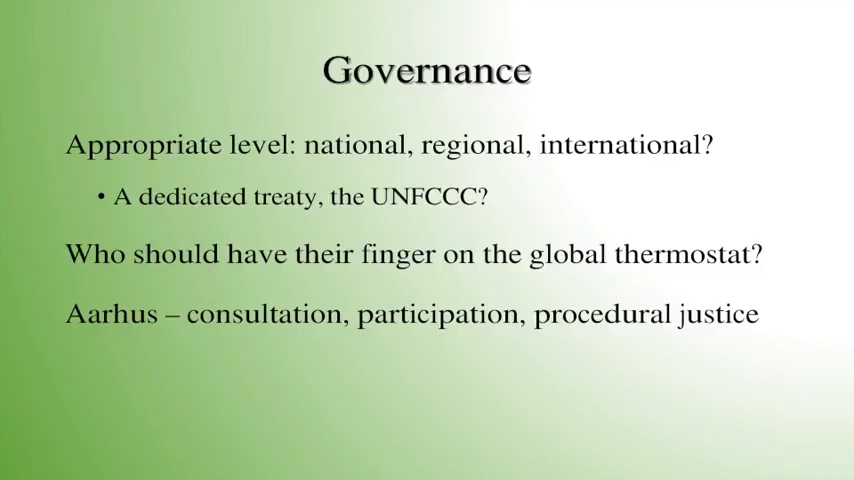 Governance
Appropriate level: national, regional, international?
• A dedicated treaty, the UNFCCC?
Who should have their finger on the global thermostat?
Aarhus – consultation, participation, procedural justice